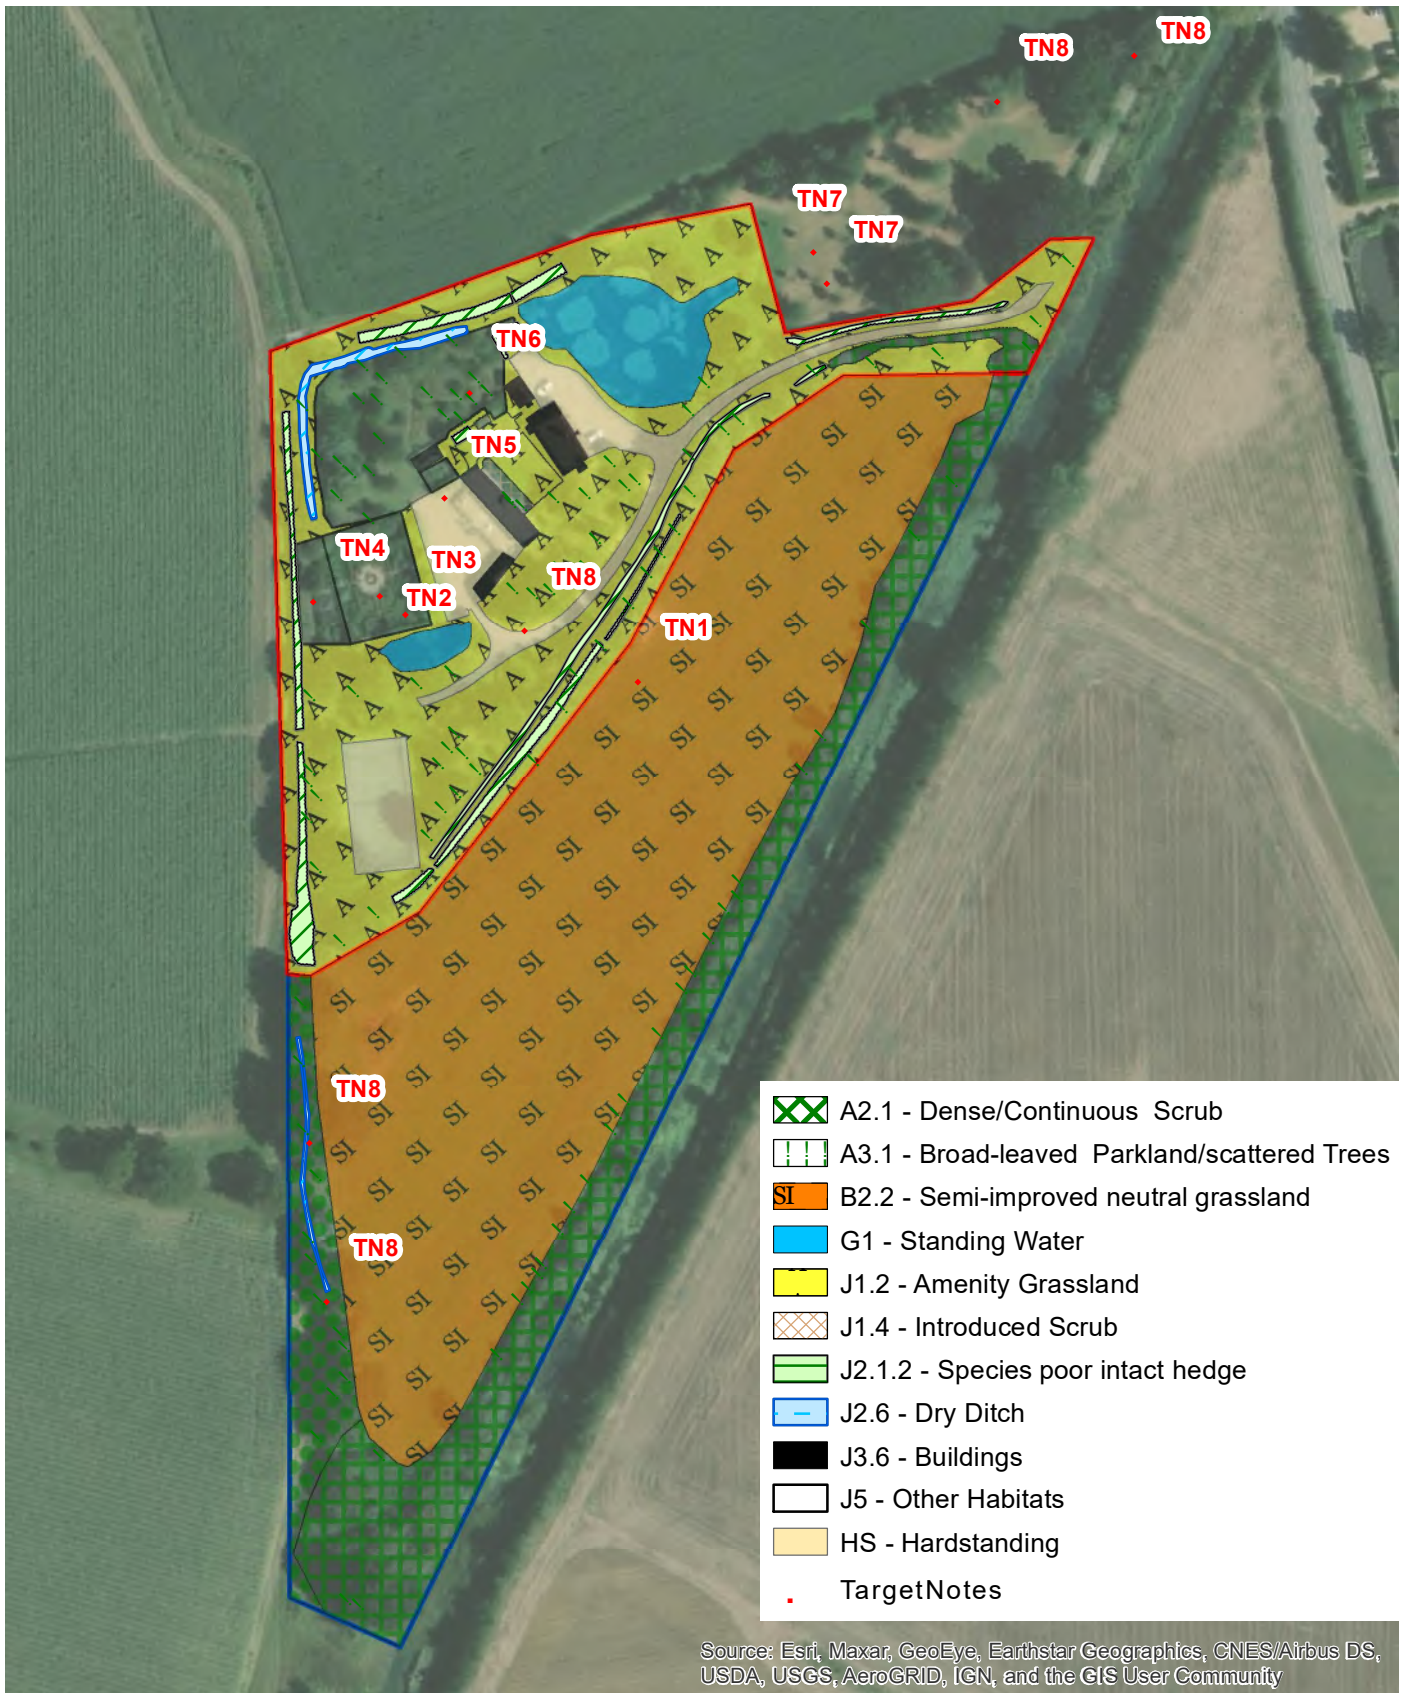 TN8
TN8
TN7
TN7
TN6
TN5
TN4
TN3
TN8
TN2
TN1
TN8
TN8
A2.1 - Dense/Continuous Scrub
A3.1 - Broad-leaved Parkland/scattered Trees
SI B2.2 - Semi-improved neutral grassland
G1 - Standing Water
J1.2 - Amenity Grassland
J1.4 - Introduced Scrub
J2.1.2 - Species poor intact hedge
J2.6 - Dry Ditch
J3.6 - Buildings
J5 - Other Habitats
HS - Hardstanding
TargetNotes
Source: Esri, Maxar, GeoEye, Earthstar Geographics, CNES/Airbus DS,
USDA, USGS, AeroGRID, IGN, and the GIS User Community